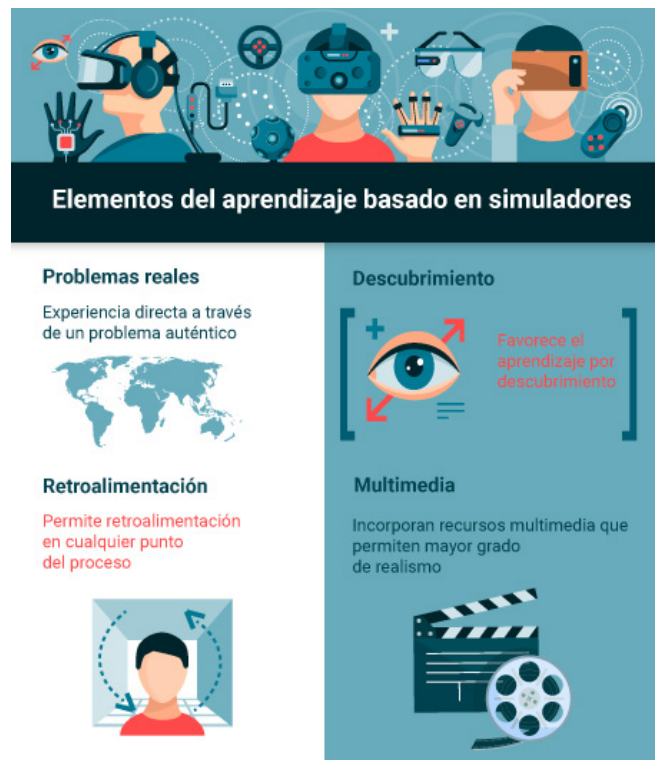 Elementos del aprendizaje basado en simuladores
Problemas reales
Experiencia directa a través
de un problema auténtico
Descubrimiento
Favorece el
aprendizaje por
descubrimiento
Retroalimentación
Permite retroalimentación
en cualquier punto
del proceso
Multimedia
Incorporan recursos multimedia que
permiten mayor grado
de realismo